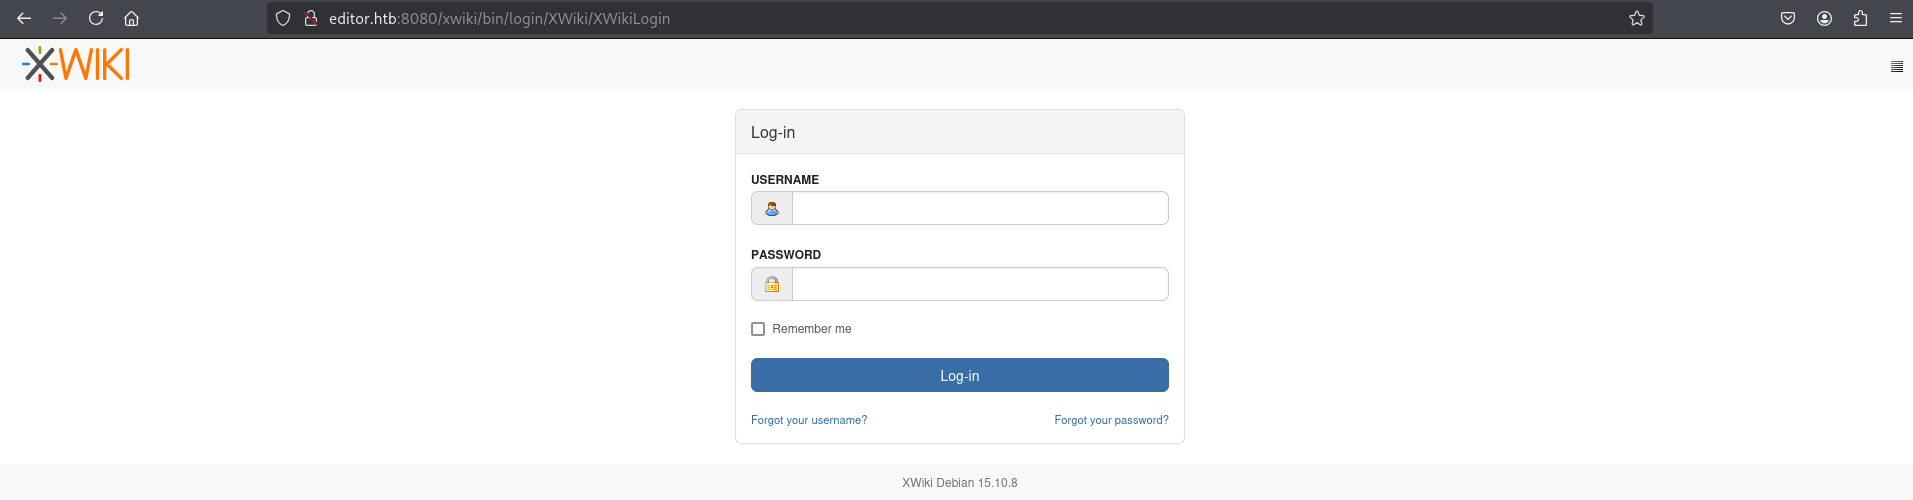 editor.htb:8080/xwiki/bin/login/XWiki/XWikiLogin
XWIKI
Log-in
USERNAME
PASSWORD
Remember me
Log-in
Forgot your username? Forgot your password?
XWiki Debian 15.10.8